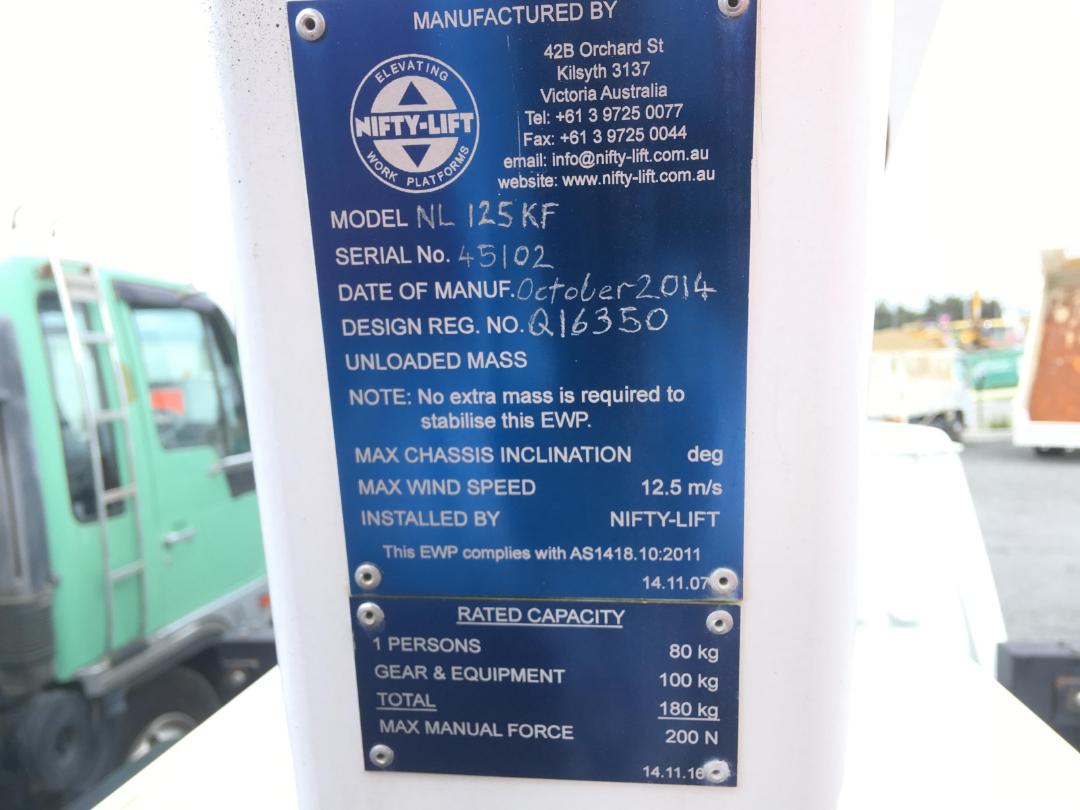 MANUFACTURED BY
ELEVATING
NIFTY-LIFT
WORK PLATFORMS
42B Orchard St
Kilsyth 3137
Victoria Australia
Tel: +61 3 9725 0077
Fax: +61 3 9725 0044
email: info@nifty-lift.com.au
website: www.nifty-lift.com.au
MODEL NL 125KF
SERIAL No. 45102
DATE OF MANUF. October 2014
DESIGN REG. NO. Q16350
UNLOADED MASS
NOTE: No extra mass is required to
stabilise this EWP.
MAX CHASSIS INCLINATION deg
MAX WIND SPEED 12.5 m/s
INSTALLED BY NIFTY-LIFT
This EWP complies with AS1418.10:2011
14.11.07
RATED CAPACITY
1 PERSONS 80 kg
GEAR & EQUIPMENT 100 kg
TOTAL 180 kg
MAX MANUAL FORCE 200 N
14.11.16